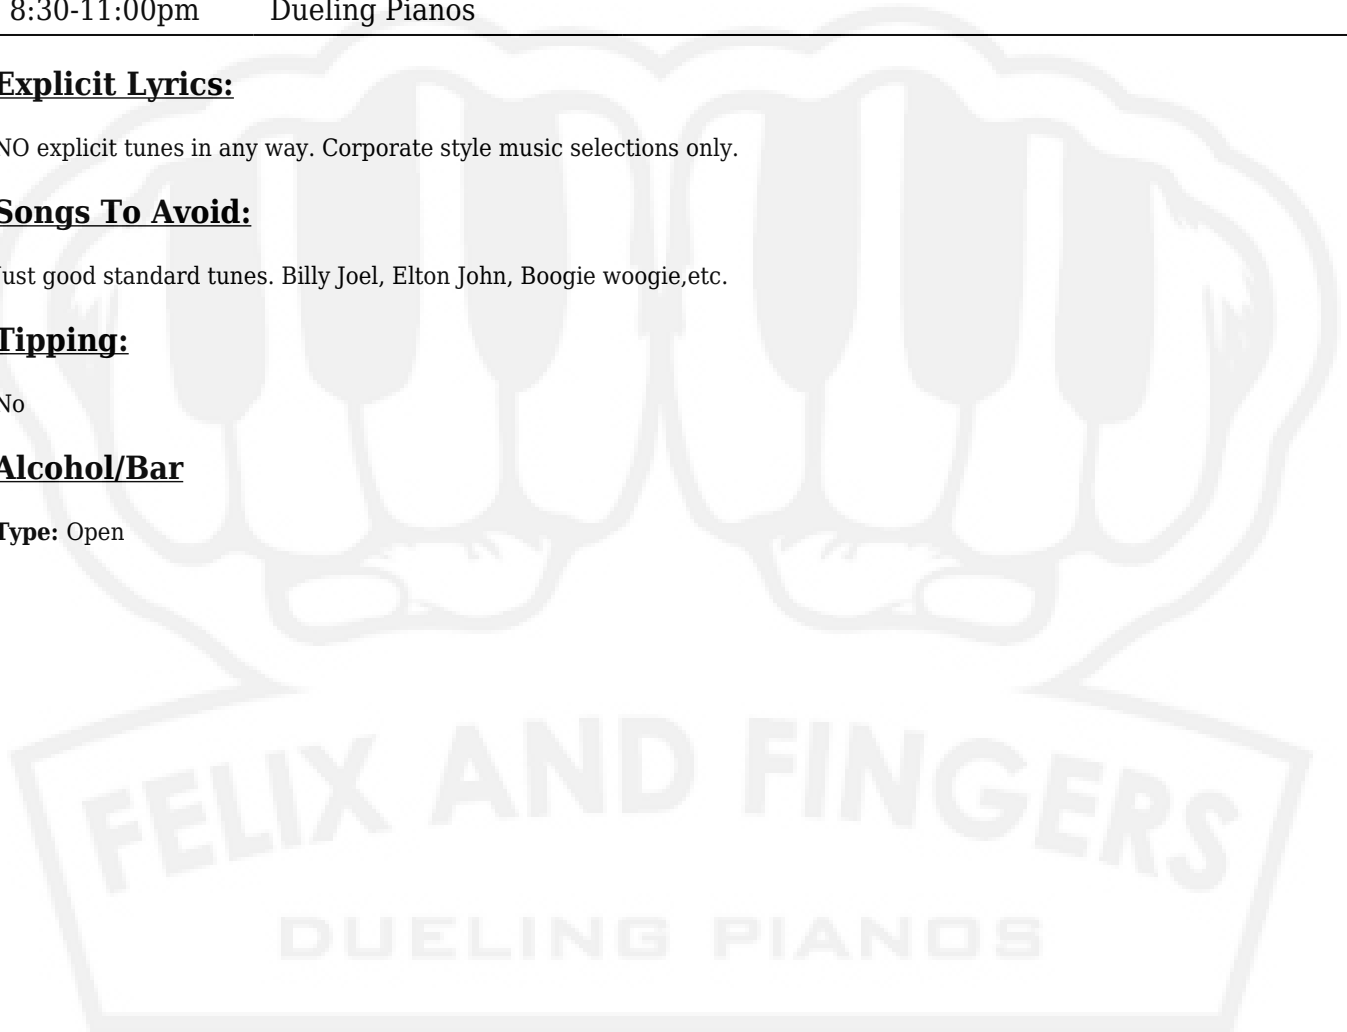 8:30-11:00pm Dueling Pianos
Explicit Lyrics:
NO explicit tunes in any way. Corporate style music selections only.
Songs To Avoid:
Just good standard tunes. Billy Joel, Elton John, Boogie woogie,etc.
Tipping:
No
Alcohol/Bar
Type: Open
FELIX AND FINGERS
DUELING PIANOS